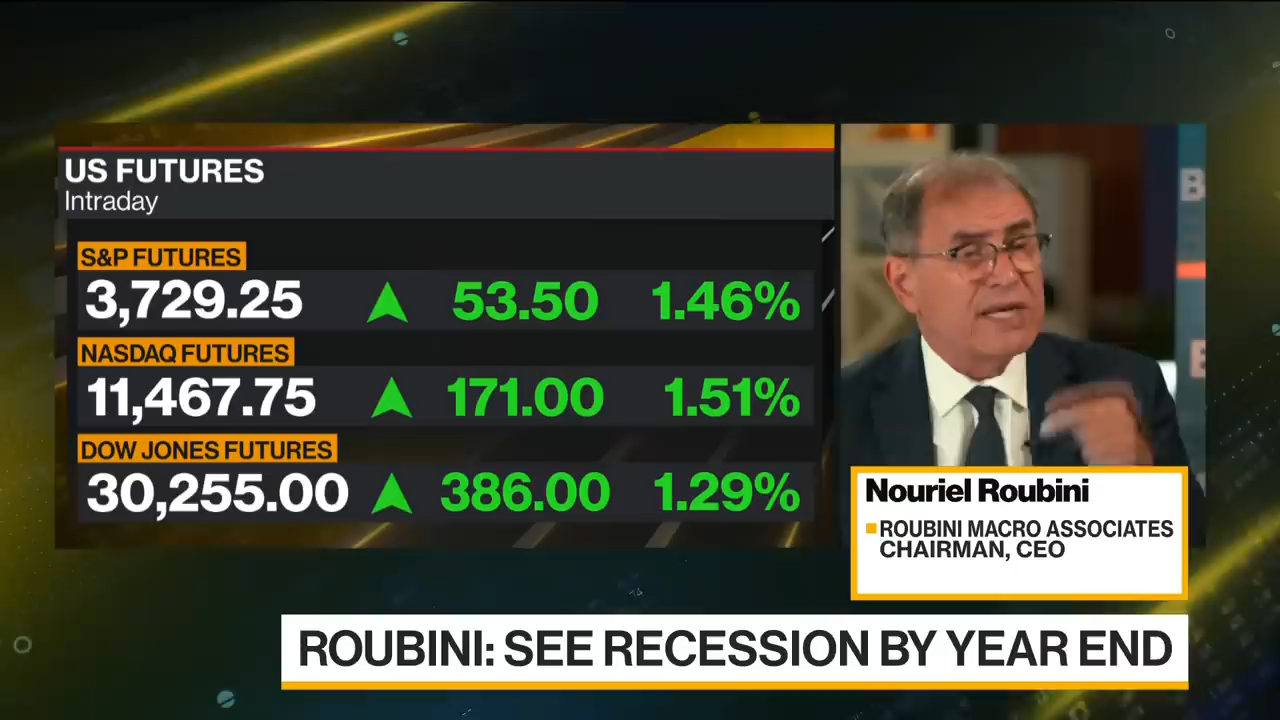 US FUTURES
Intraday
S&P FUTURES
3,729.25 ▲ 53.50 1.46%
NASDAQ FUTURES
11,467.75 ▲ 171.00 1.51%
DOW JONES FUTURES
30,255.00 ▲ 386.00 1.29%
B
Nouriel Roubini
ROUBINI MACRO ASSOCIATES
CHAIRMAN, CEO
ROUBINI: SEE RECESSION BY YEAR END